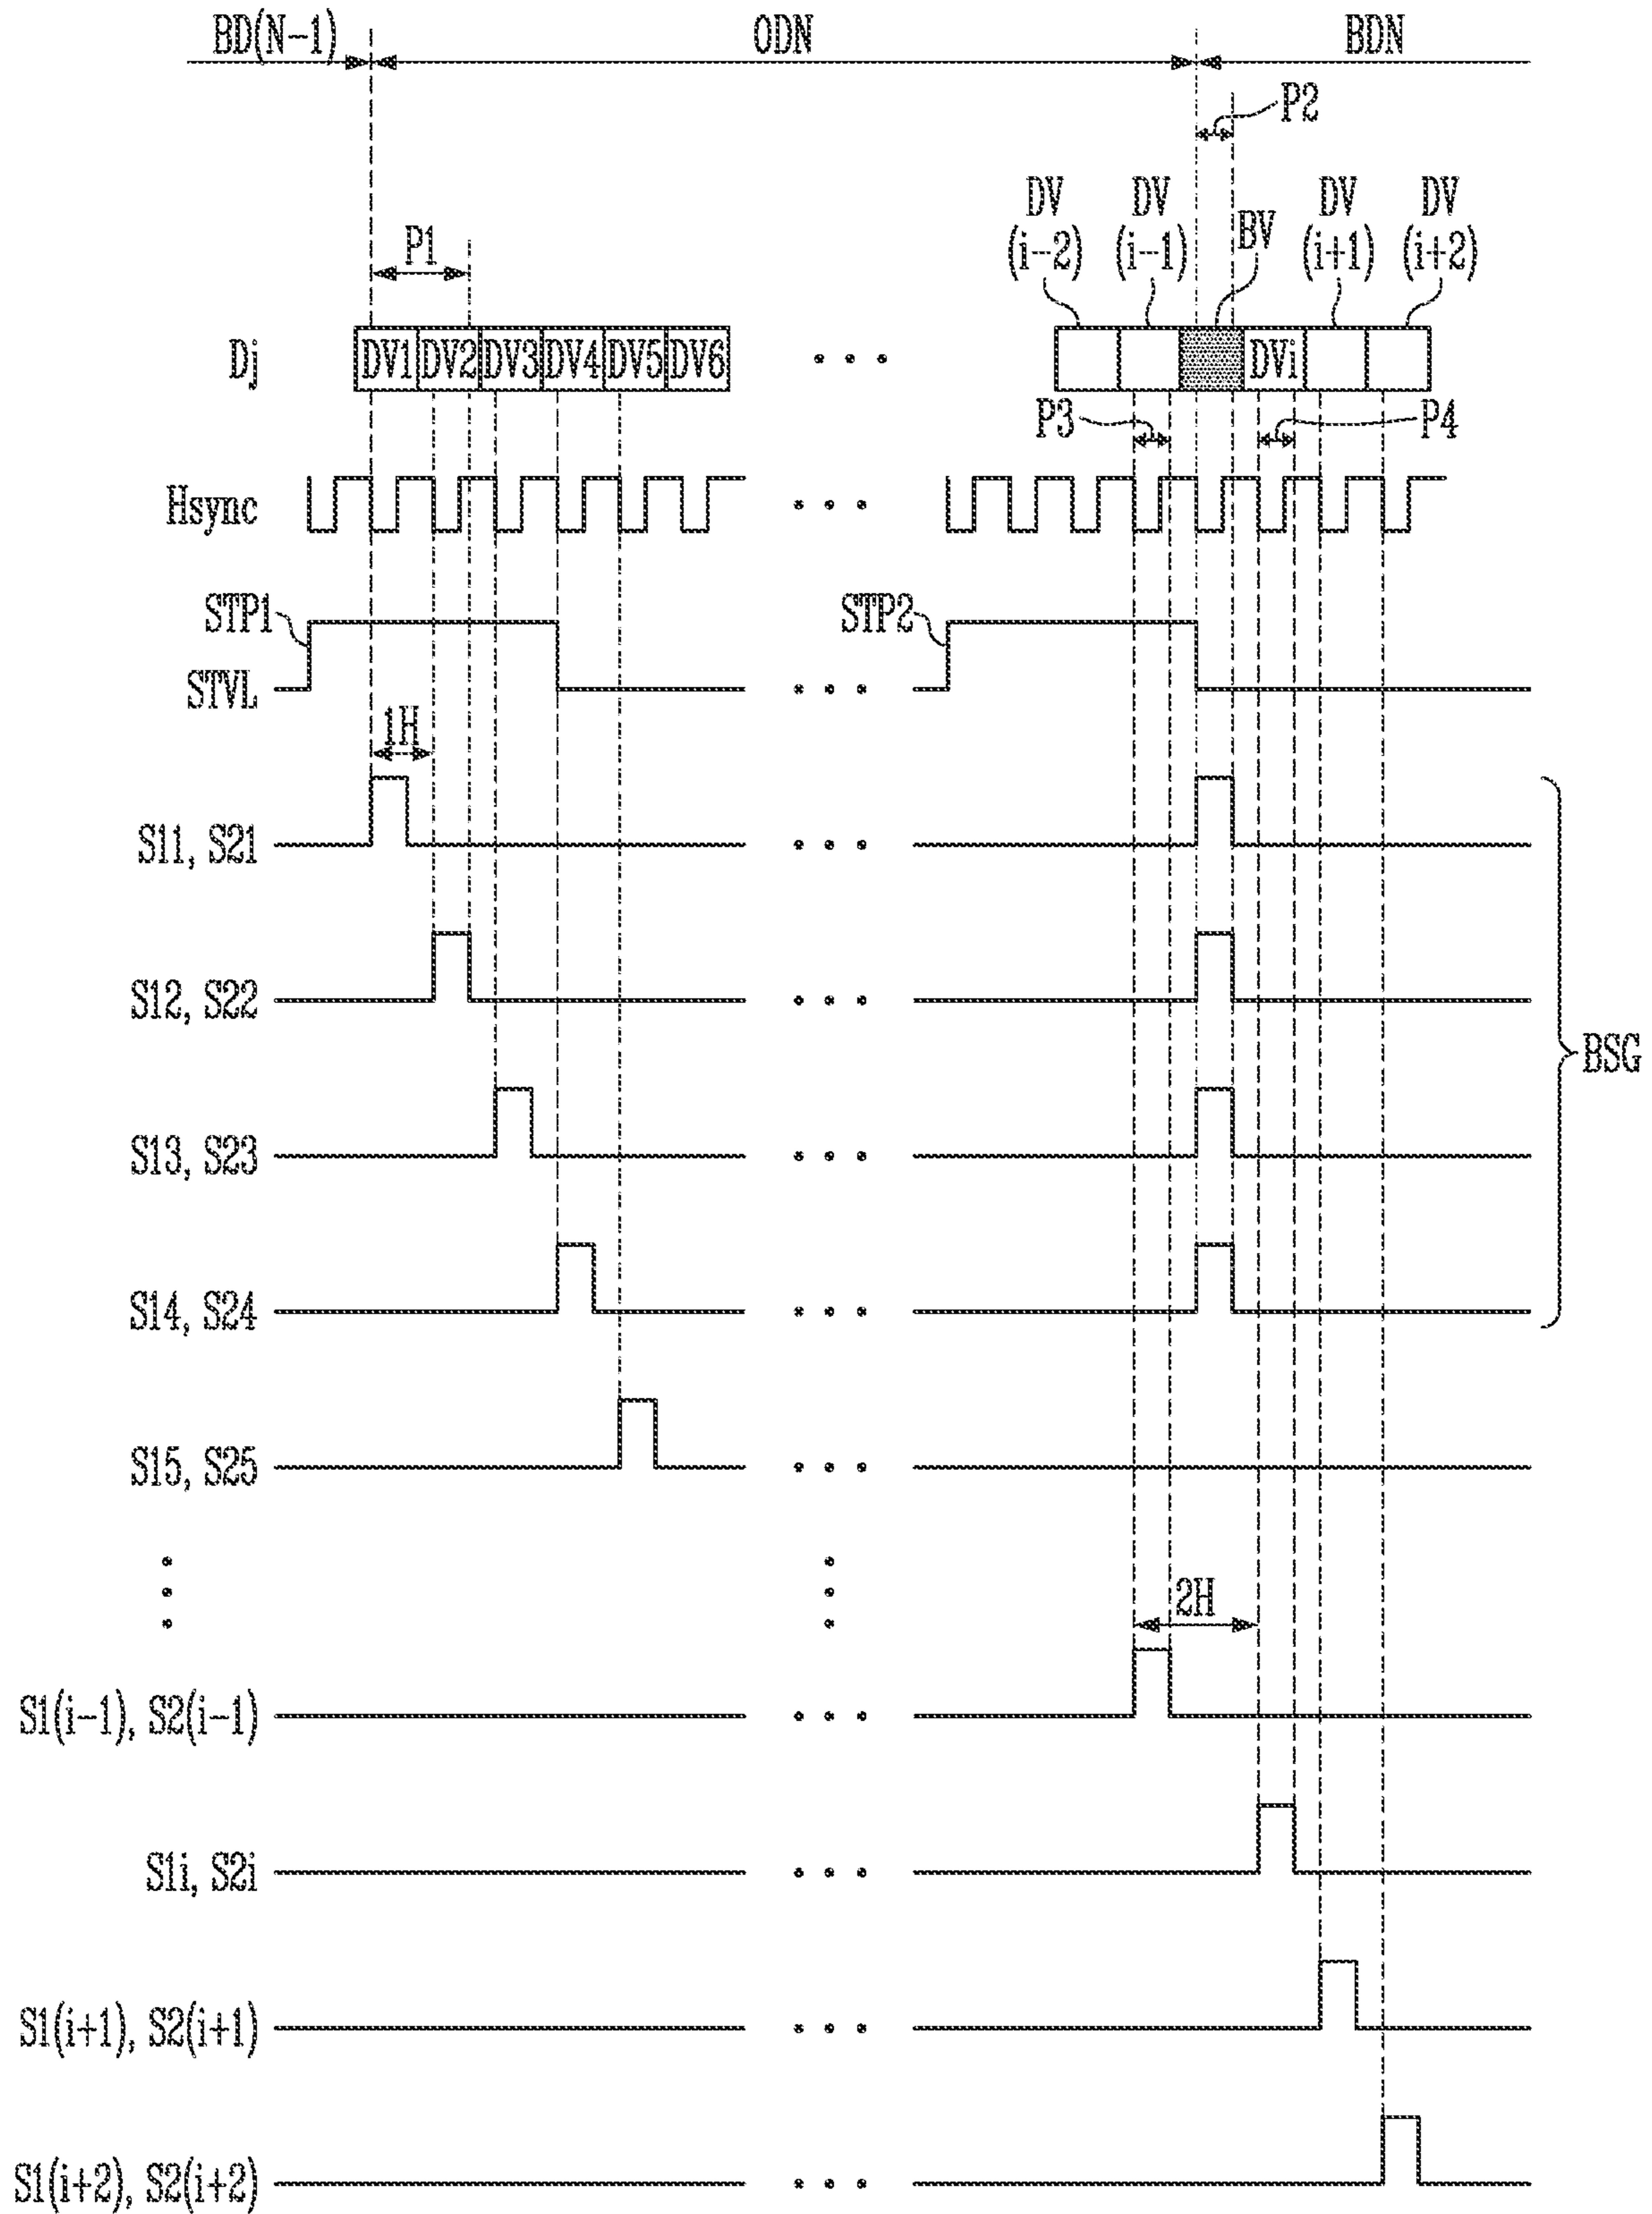 BD(N-1) ODN BDN
P2
DV DV DV DV
(i-2) (i-1) BV (i+1) (i+2)
P1
Dj DV1 DV2 DV3 DV4 DV5 DV6 DVi
P3 P4
Hsync
STP1 STP2
STVL
1H
S11, S21
S12, S22
BSG
S13, S23
S14, S24
S15, S25
2H
S1(i-1), S2(i-1)
S1i, S2i
S1(i+1), S2(i+1)
S1(i+2), S2(i+2)